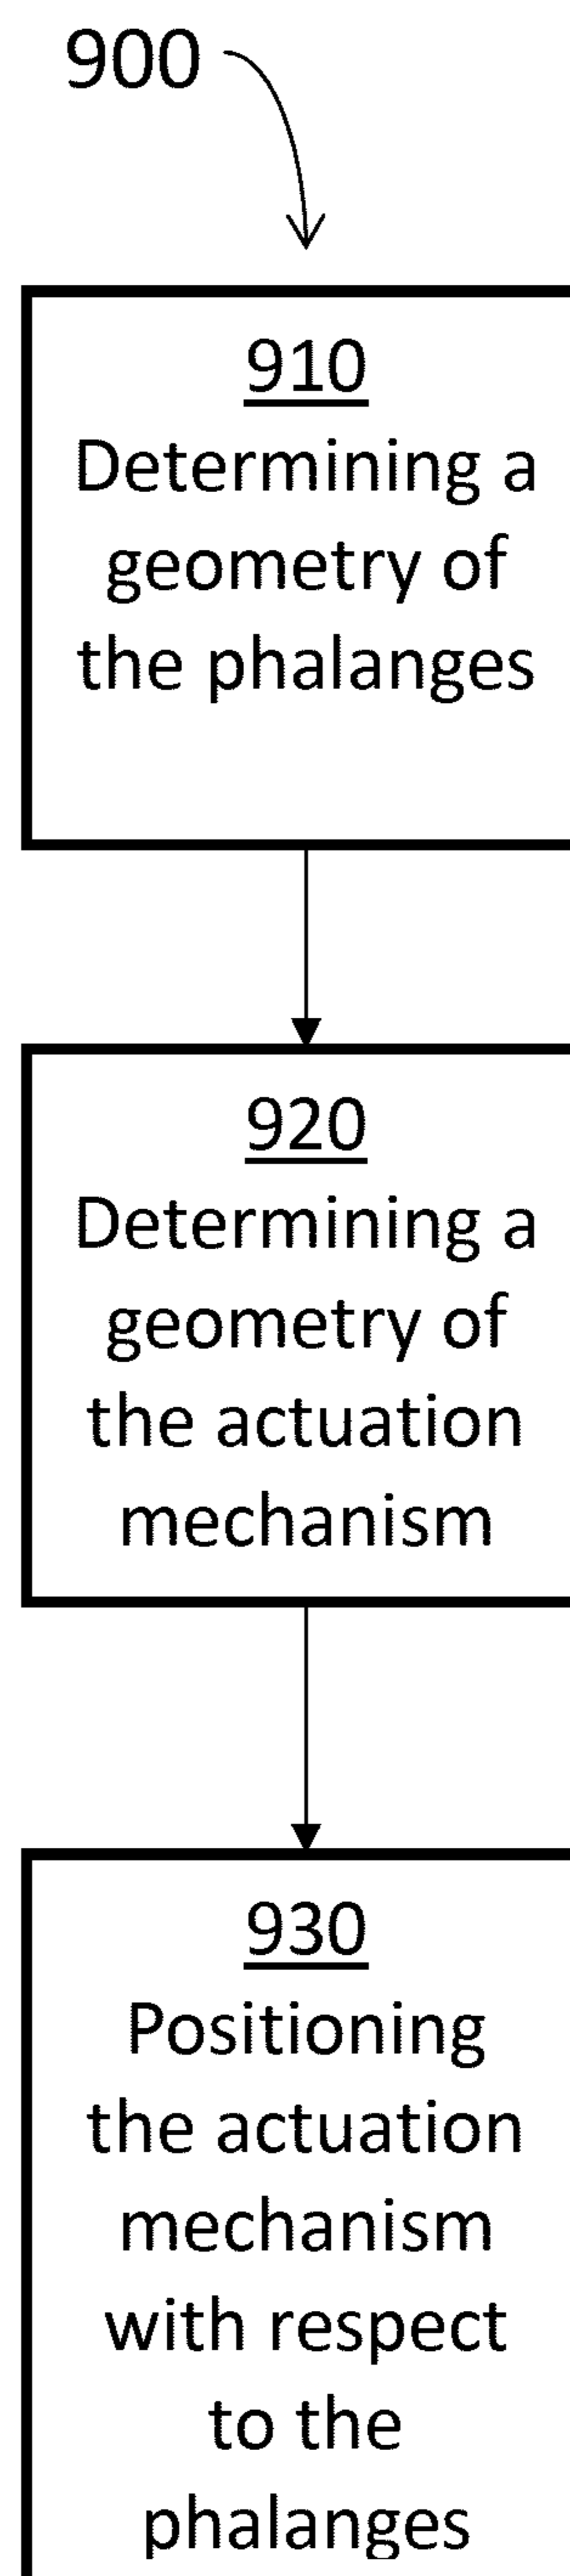 900
910
Determining a
geometry of
the phalanges
920
Determining a
geometry of
the actuation
mechanism
930
Positioning
the actuation
mechanism
with respect
to the
phalanges